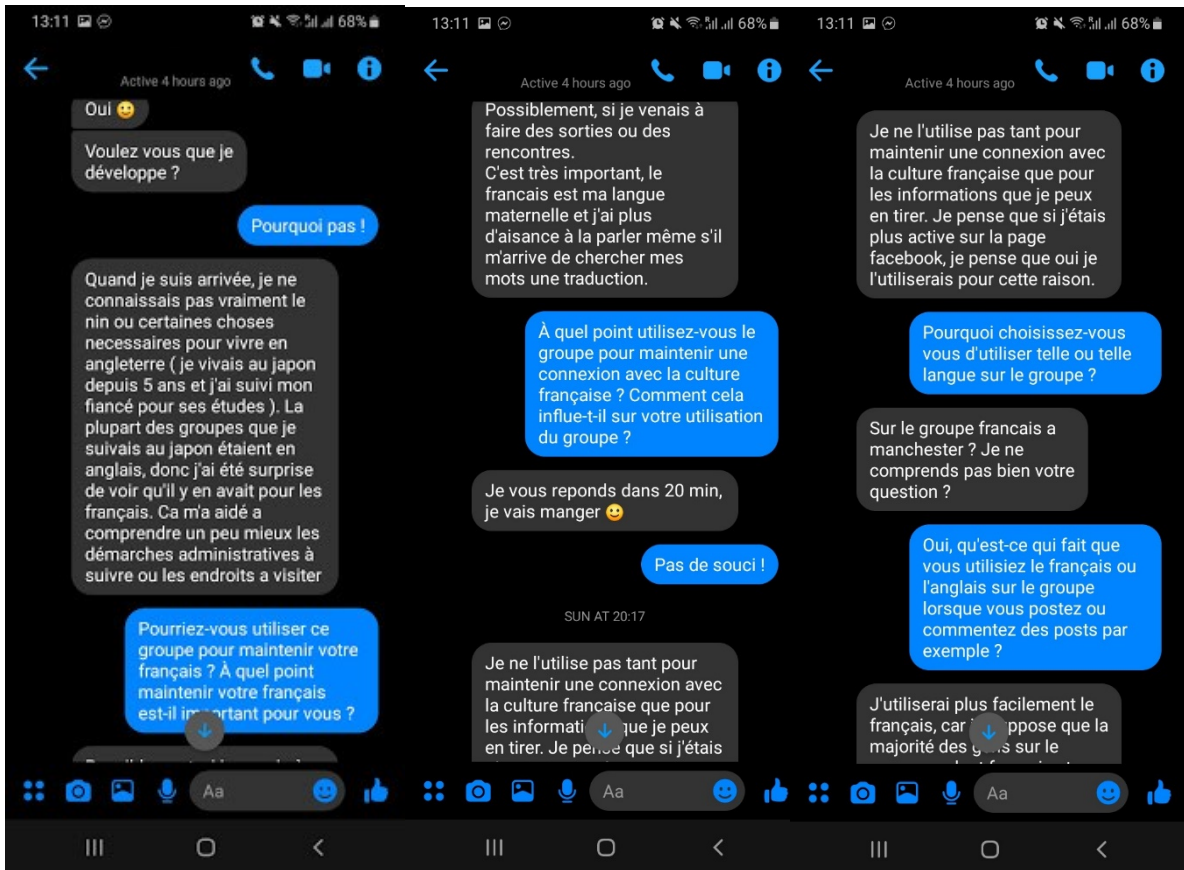 13:11 68%
Active 4 hours ago
Oui
Voulez vous que je
développe ?
Pourquoi pas !
Quand je suis arrivée, je ne
connaissais pas vraiment le
nin ou certaines choses
necessaires pour vivre en
angleterre ( je vivais au japon
depuis 5 ans et j'ai suivi mon
fiancé pour ses études ). La
plupart des groupes que je
suivais au japon étaient en
anglais, donc j'ai été surprise
de voir qu'il y en avait pour les
français. Ca m'a aidé a
comprendre un peu mieux les
démarches administratives à
suivre ou les endroits a visiter
Pourriez-vous utiliser ce
groupe pour maintenir votre
français ? À quel point
maintenir votre français
est-il important pour vous ?
Aa
13:11 68%
Active 4 hours ago
Possiblement, si je venais à
faire des sorties ou des
rencontres.
C'est très important, le
francais est ma langue
maternelle et j'ai plus
d'aisance à la parler même s'il
m'arrive de chercher mes
mots une traduction.
À quel point utilisez-vous le
groupe pour maintenir une
connexion avec la culture
française ? Comment cela
influe-t-il sur votre utilisation
du groupe ?
Je vous reponds dans 20 min,
je vais manger
Pas de souci !
SUN AT 20:17
Je ne l'utilise pas tant pour
maintenir une connexion avec
la culture française que pour
les informations que je peux
en tirer. Je pense que si j'étais
Aa
13:11 68%
Active 4 hours ago
Je ne l'utilise pas tant pour
maintenir une connexion avec
la culture française que pour
les informations que je peux
en tirer. Je pense que si j'étais
plus active sur la page
facebook, je pense que oui je
l'utiliserais pour cette raison.
Pourquoi choisissez-vous
vous d'utiliser telle ou telle
langue sur le groupe ?
Sur le groupe francais a
manchester ? Je ne
comprends pas bien votre
question ?
Oui, qu'est-ce qui fait que
vous utilisiez le français ou
l'anglais sur le groupe
lorsque vous postez ou
commentez des posts par
exemple ?
J'utiliserai plus facilement le
français, car je suppose que la
majorité des gens sur le
Aa